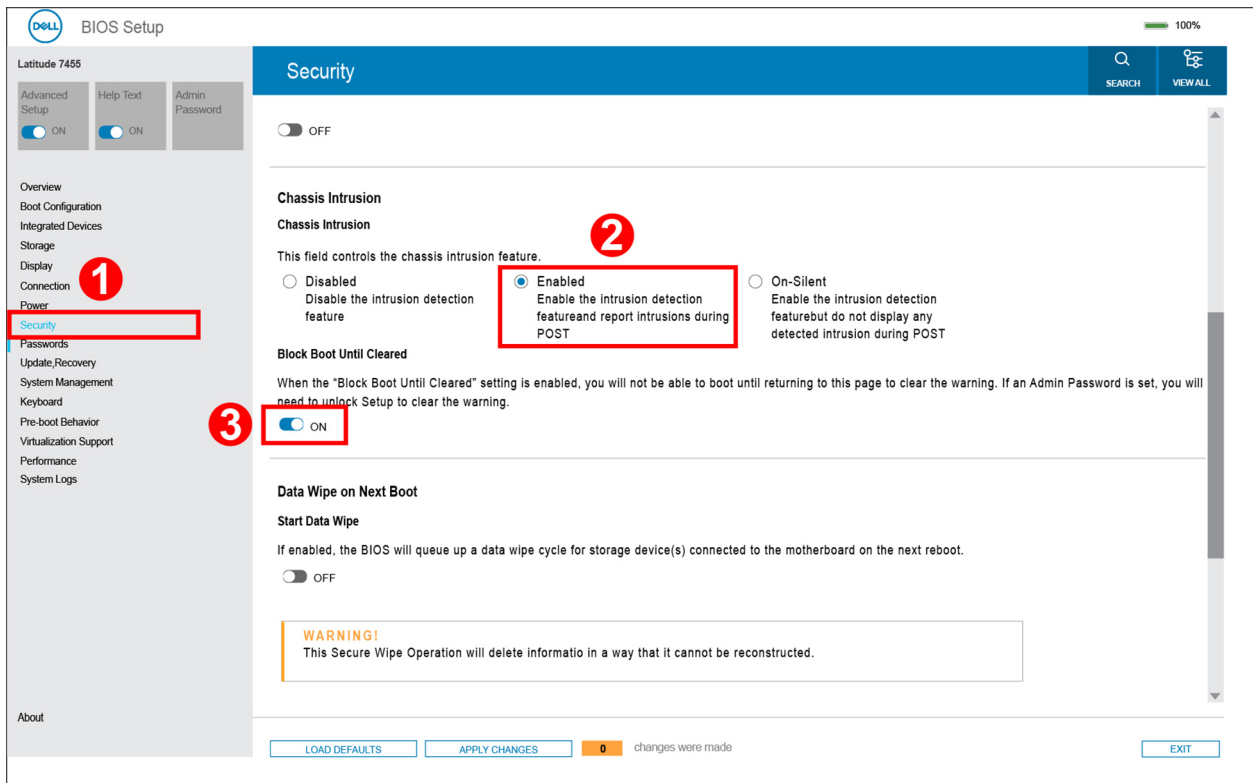 DELL
BIOS Setup
100%
Latitude 7455
Advanced Setup
ON
Help Text
ON
Admin Password
Overview
Boot Configuration
Integrated Devices
Storage
Display
Connection
Power
Security
Passwords
Update,Recovery
System Management
Keyboard
Pre-boot Behavior
Virtualization Support
Performance
System Logs
About
1
Security
SEARCH
VIEW ALL
OFF
Chassis Intrusion
Chassis Intrusion
2
This field controls the chassis intrusion feature.
Disabled
Disable the intrusion detection
feature
Enabled
Enable the intrusion detection
featureand report intrusions during
POST
On-Silent
Enable the intrusion detection
featurebut do not display any
detected intrusion during POST
Block Boot Until Cleared
When the “Block Boot Until Cleared” setting is enabled, you will not be able to boot until returning to this page to clear the warning. If an Admin Password is set, you will
need to unlock Setup to clear the warning.
3
ON
Data Wipe on Next Boot
Start Data Wipe
If enabled, the BIOS will queue up a data wipe cycle for storage device(s) connected to the motherboard on the next reboot.
OFF
WARNING!
This Secure Wipe Operation will delete informatio in a way that it cannot be reconstructed.
LOAD DEFAULTS
APPLY CHANGES
0
changes were made
EXIT